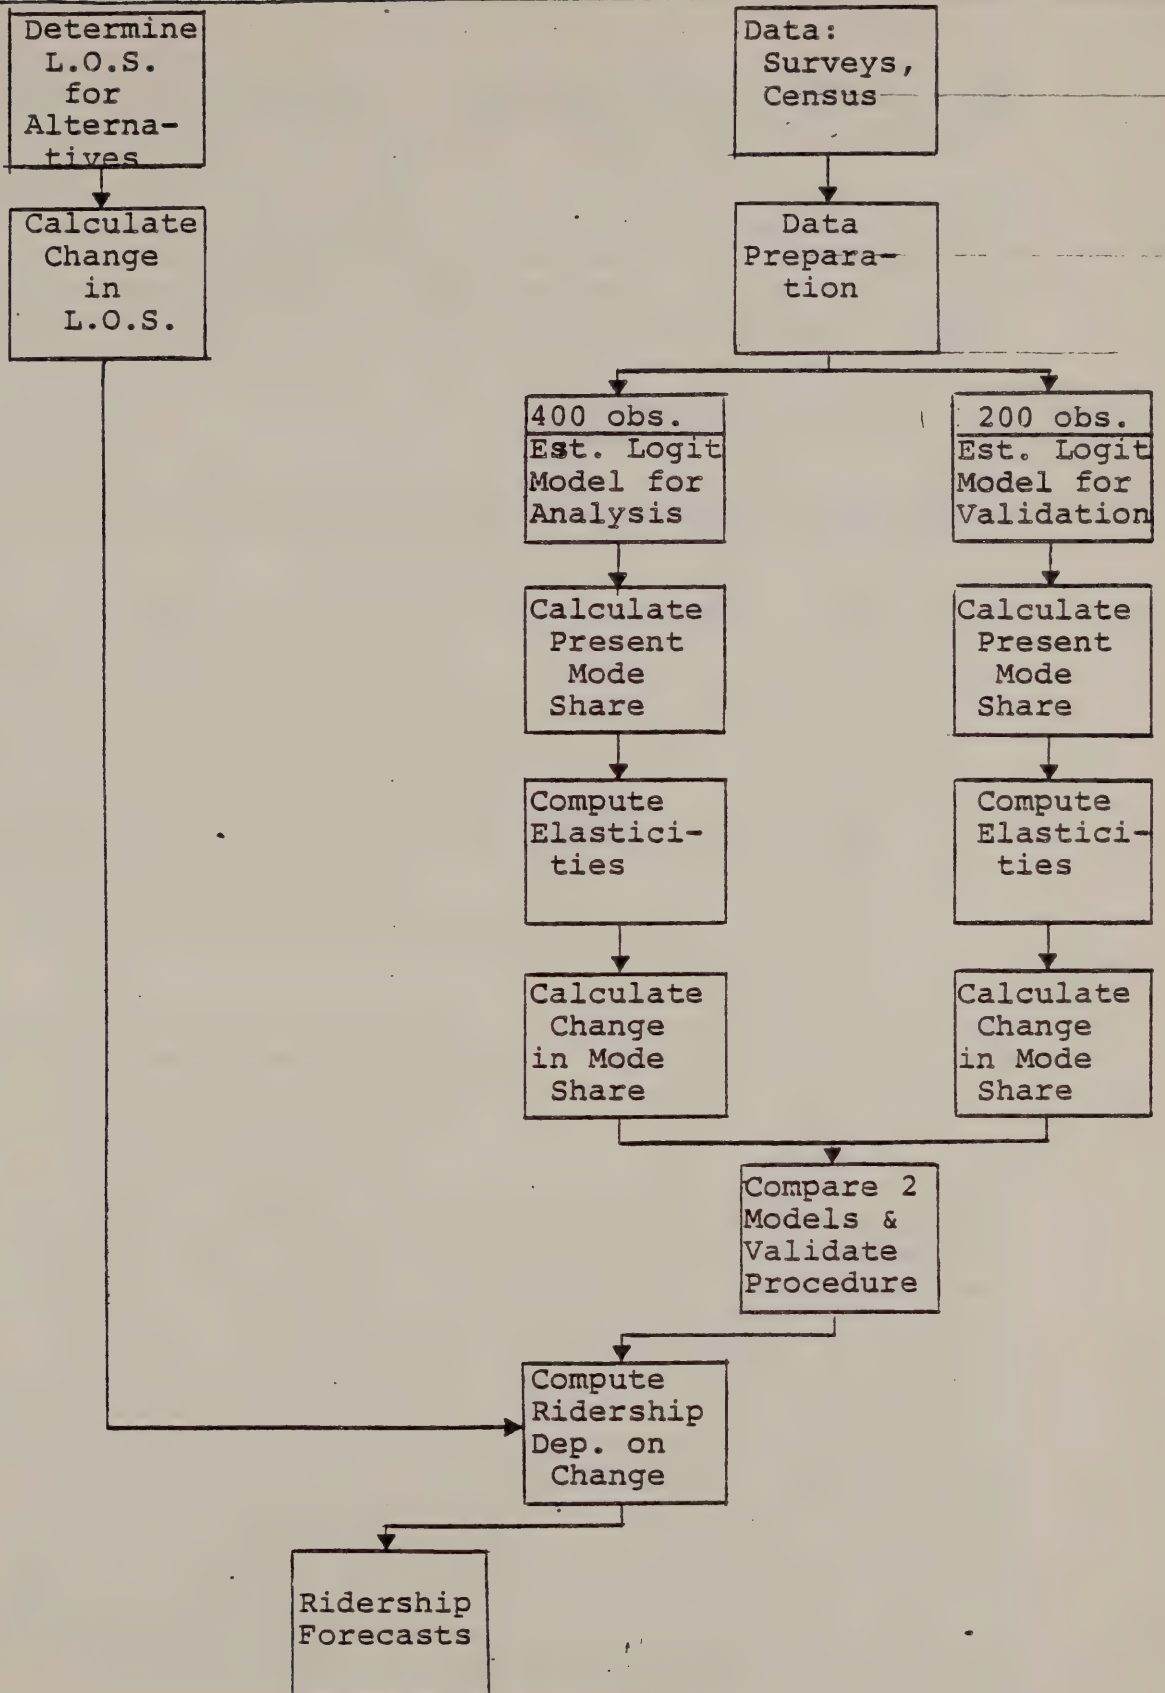 Determine
L.O.S.
for
Alterna-
tives
Calculate
Change
in
L.O.S.
Data:
Surveys,
Census
Data
Prepara-
tion
400 obs.
Est. Logit
Model for
Analysis
200 obs.
Est. Logit
Model for
Validation
Calculate
Present
Mode
Share
Calculate
Present
Mode
Share
Compute
Elastici-
ties
Compute
Elastici-
ties
Calculate
Change
in Mode
Share
Calculate
Change
in Mode
Share
Compare 2
Models &
Validate
Procedure
Compute
Ridership
Dep. on
Change
Ridership
Forecasts